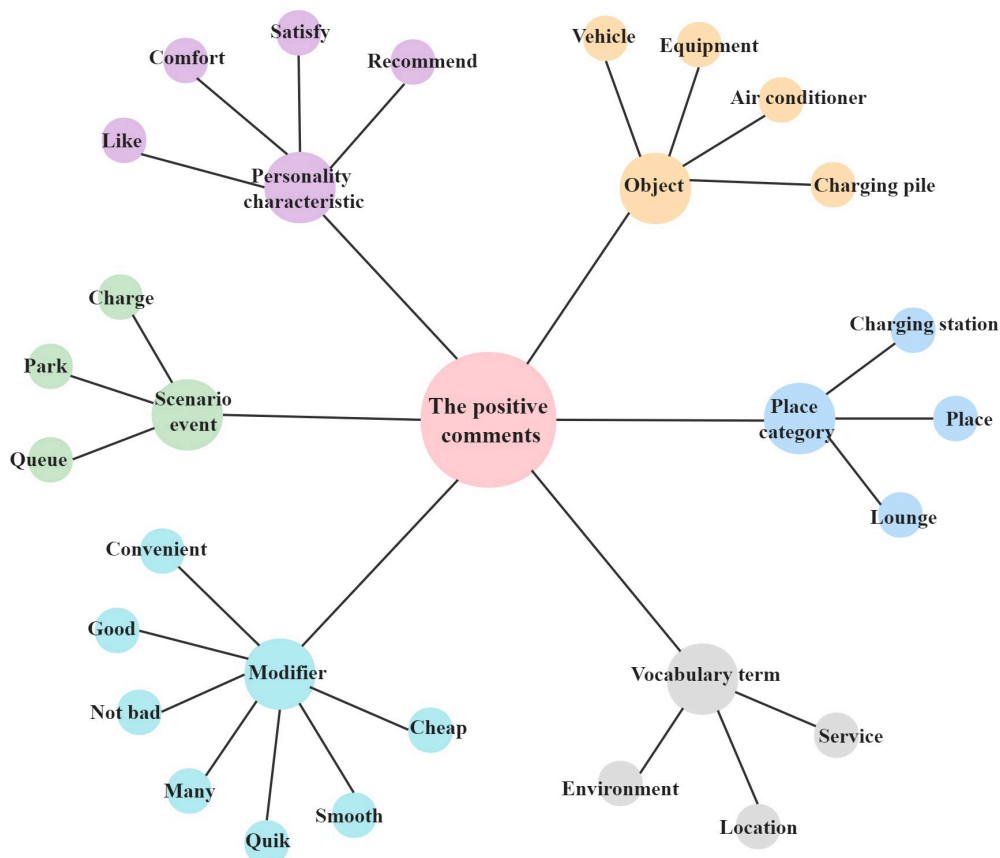 Satisfy
Comfort
Recommend
Like
Personality
characteristic
Vehicle
Equipment
Air conditioner
Object
Charging pile
Charge
Park
Scenario
event
Queue
The positive
comments
Charging station
Place
category
Place
Lounge
Convenient
Good
Modifier
Not bad
Cheap
Many
Smooth
Quik
Vocabulary term
Service
Environment
Location